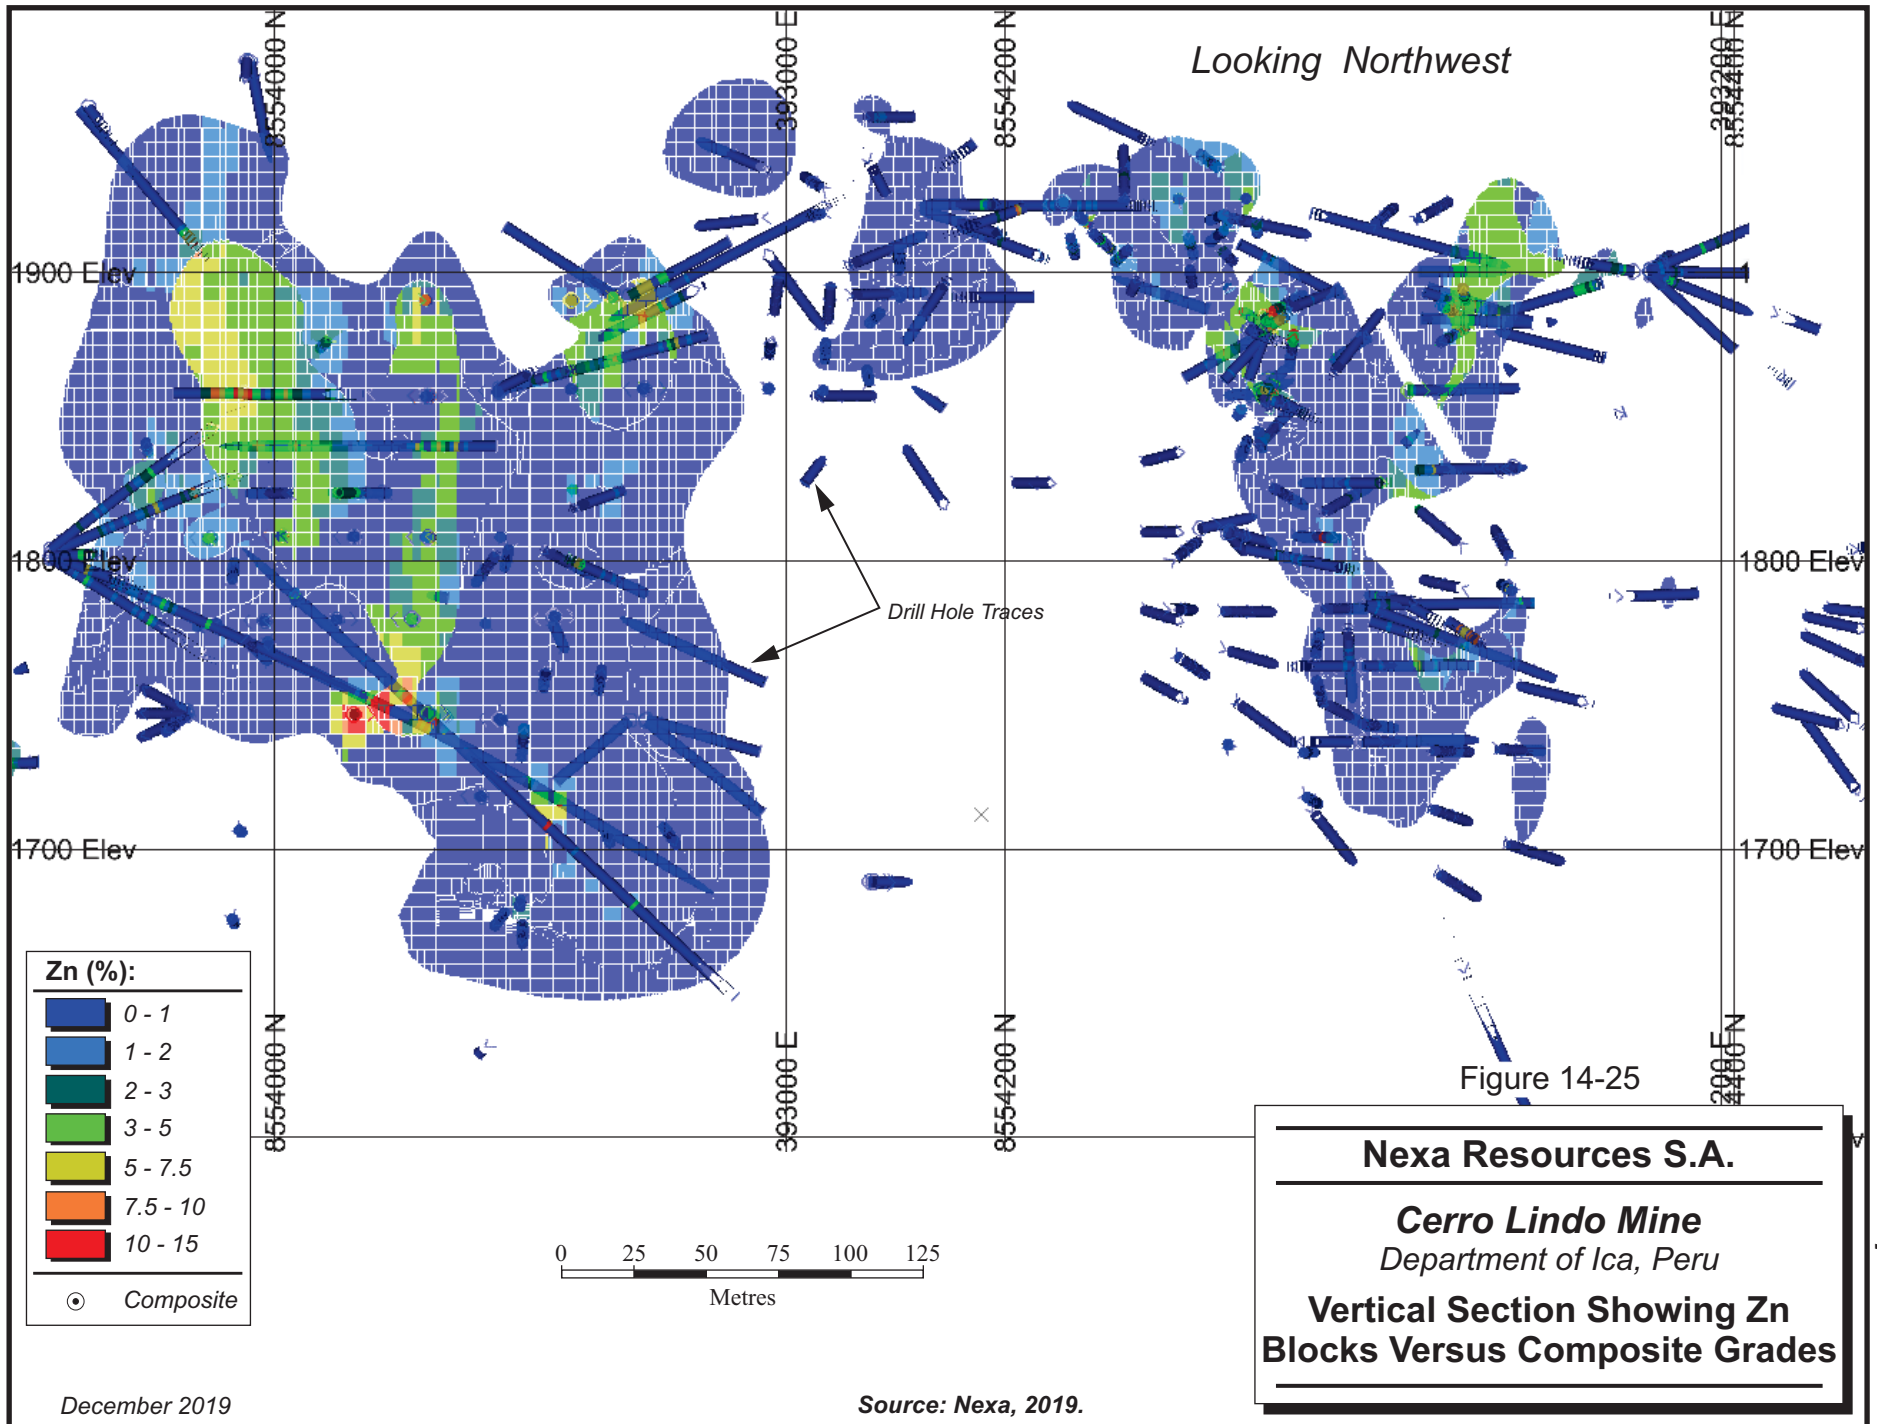 Looking Northwest
8554000 N
393000 E
8554200 N
393200 E
8554400 N
1900 Elev
1800 Elev
1800 Elev
Drill Hole Traces
1700 Elev
1700 Elev
8554000 N
393000 E
8554200 N
Zn (%):
0 - 1
1 - 2
2 - 3
3 - 5
5 - 7.5
7.5 - 10
10 - 15
Composite
0 25 50 75 100 125
Metres
Figure 14-25
Nexa Resources S.A.
Cerro Lindo Mine
Department of Ica, Peru
Vertical Section Showing Zn
Blocks Versus Composite Grades
December 2019
Source: Nexa, 2019.